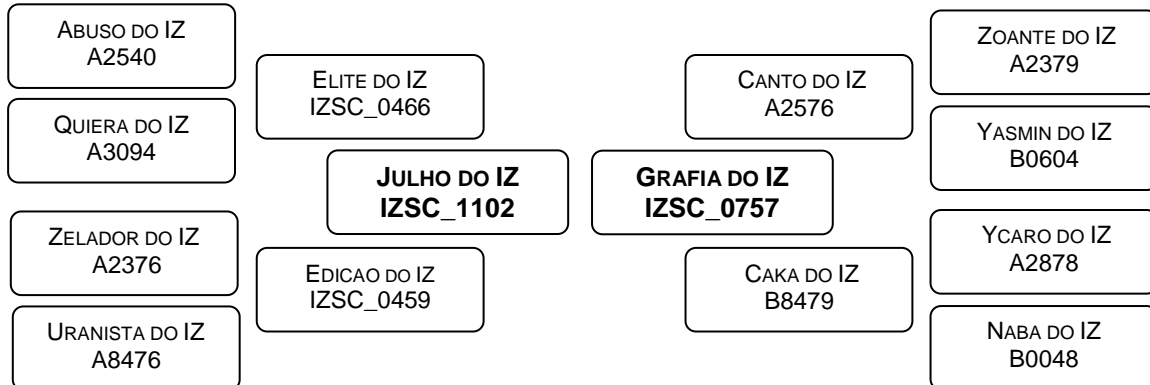 Abuso do IZ
A2540
Quiera do IZ
A3094
Zelador do IZ
A2376
Uranista do IZ
A8476
Elite do IZ
IZSC_0466
Edicao do IZ
IZSC_0459
Julho do IZ
IZSC_1102
Grafia do IZ
IZSC_0757
Canto do IZ
A2576
Caka do IZ
B8479
Zoante do IZ
A2379
Yasmin do IZ
B0604
Ycaro do IZ
A2878
Naba do IZ
B0048